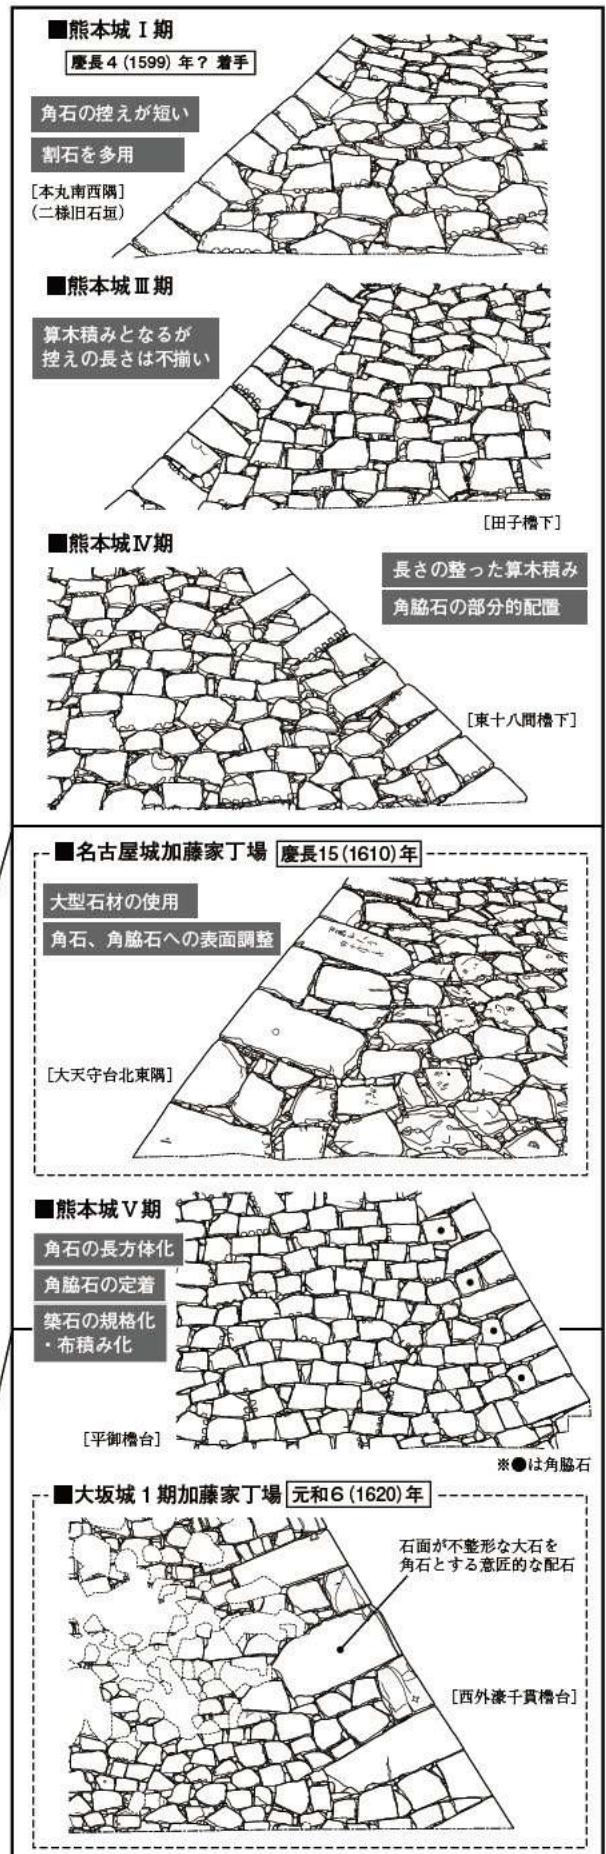 ■熊本城Ⅰ期
慶長4(1599)年？着手
角石の控えが短い
割石を多用
［本丸南西隅］
（二様旧石垣）
■熊本城Ⅲ期
算木積みとなるが
控えの長さは不揃い
［田子櫓下］
■熊本城Ⅳ期
長さの整った算木積み
角脇石の部分的配置
［東十八間櫓下］
■名古屋城加藤家丁場 慶長15(1610)年
大型石材の使用
角石、角脇石への表面調整
［大天守台北東隅］
■熊本城Ⅴ期
角石の長方体化
角脇石の定着
築石の規格化
・布積み化
［平御櫓台］
※●は角脇石
■大坂城1期加藤家丁場 元和6(1620)年
石面が不整形な大石を
角石とする意匠的な配石
［西外濠千貫櫓台］